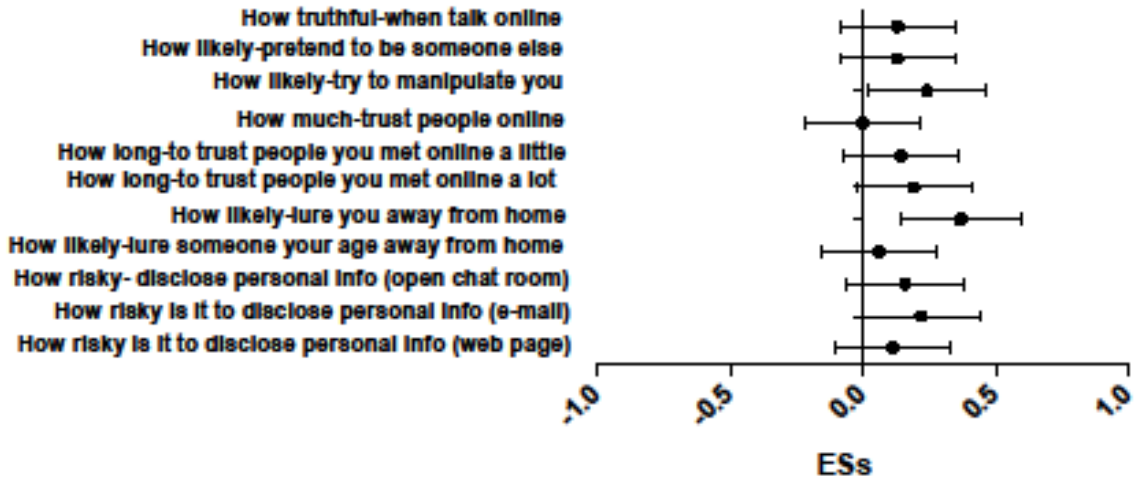 How truthful-when talk online
How likely-pretend to be someone else
How likely-try to manipulate you
How much-trust people online
How long-to trust people you met online a little
How long-to trust people you met online a lot
How likely-lure you away from home
How likely-lure someone your age away from home
How risky- disclose personal info (open chat room)
How risky is it to disclose personal info (e-mail)
How risky is it to disclose personal info (web page)
-1.0 -0.5 0.0 0.5 1.0
ESs